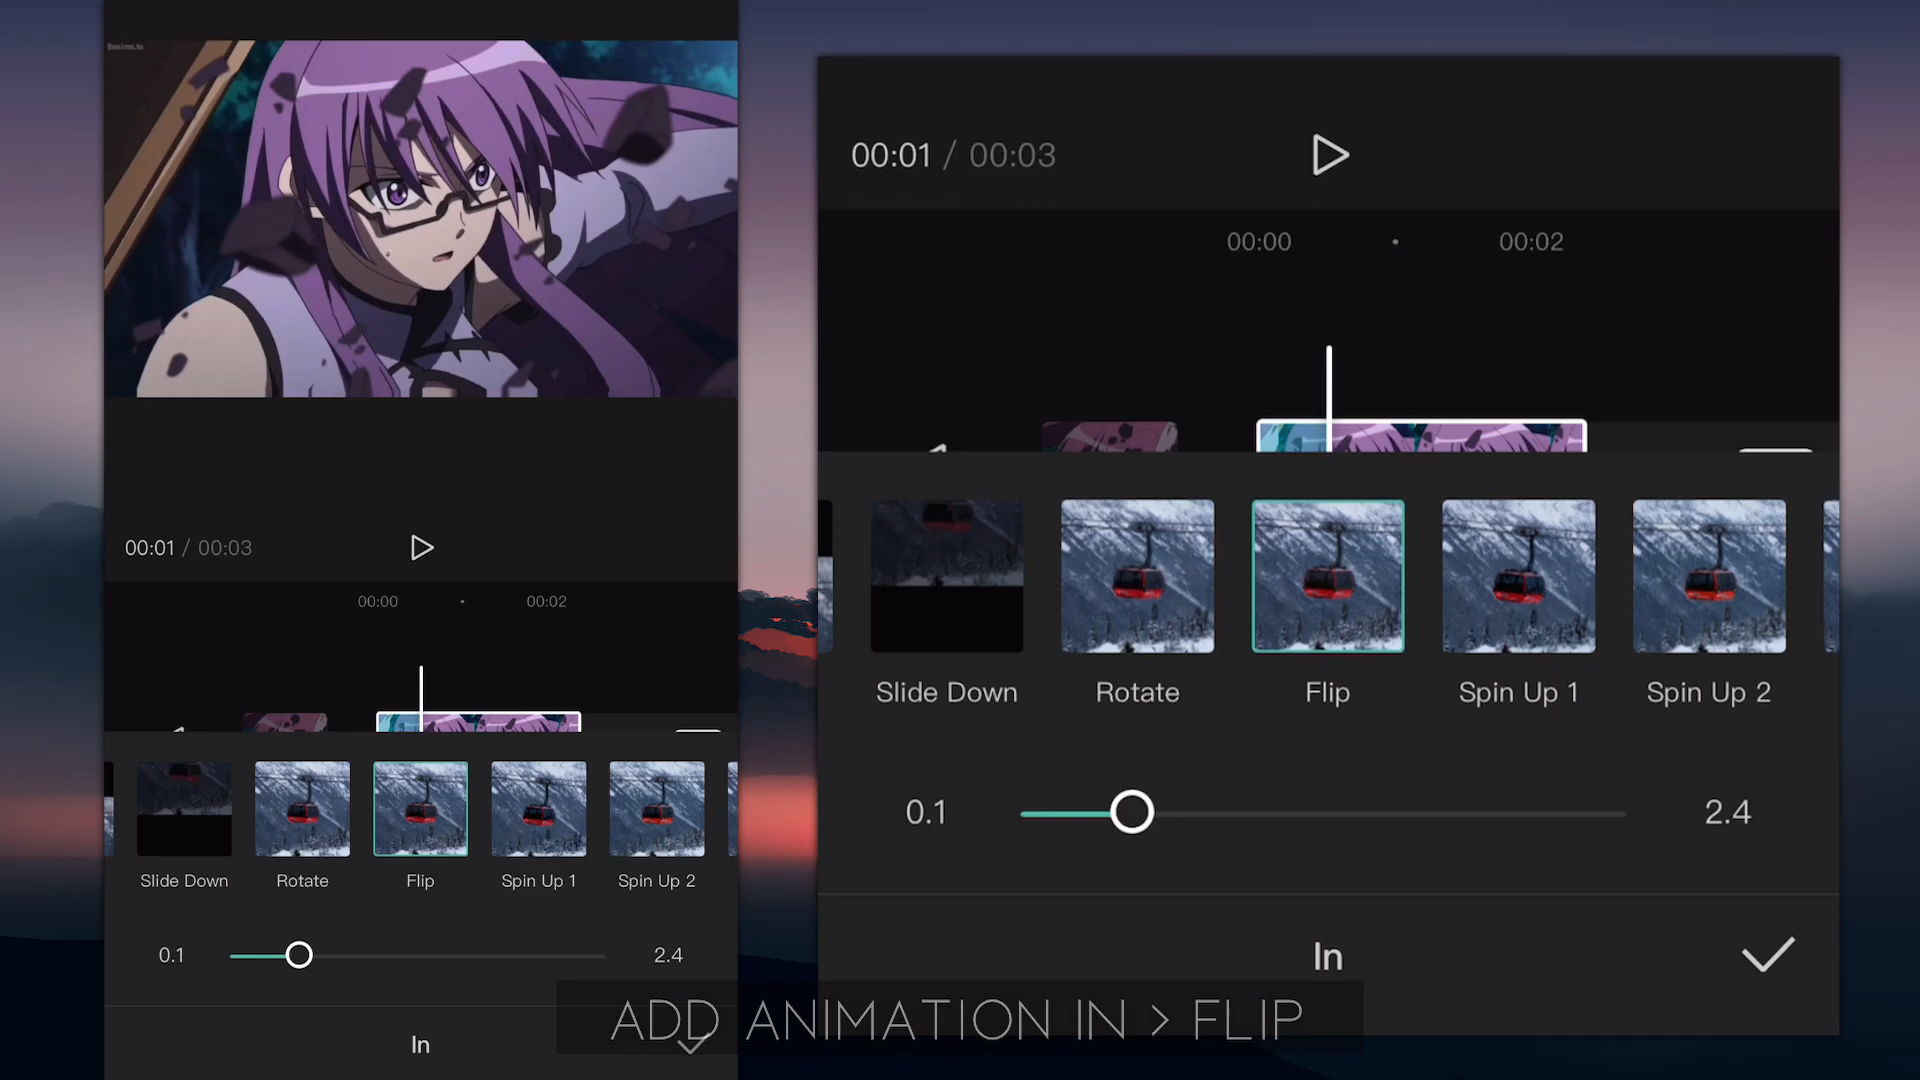 9anime.to
00:01 / 00:03
00:00 • 00:02
Slide Down Rotate Flip Spin Up 1 Spin Up 2
0.1 2.4
In
00:01 / 00:03
00:00 • 00:02
Slide Down Rotate Flip Spin Up 1 Spin Up 2
0.1 2.4
In
ADD ANIMATION IN > FLIP